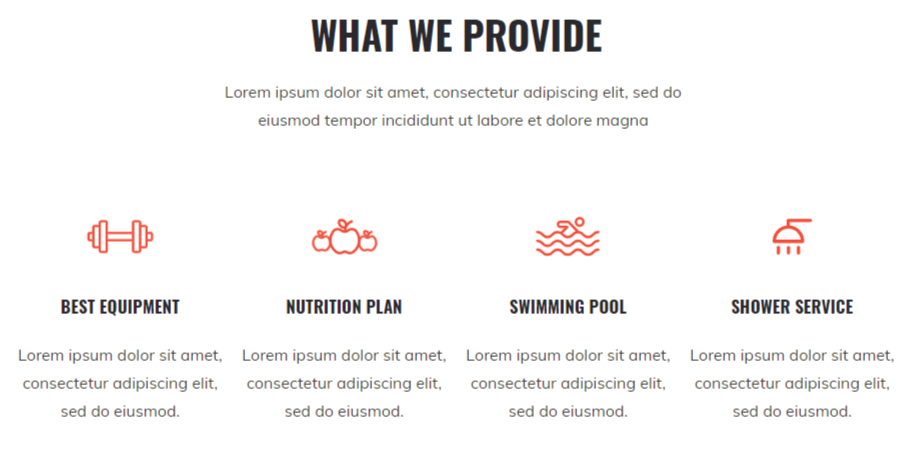 WHAT WE PROVIDE
Lorem ipsum dolor sit amet, consectetur adipiscing elit, sed do
eiusmod tempor incididunt ut labore et dolore magna
BEST EQUIPMENT
Lorem ipsum dolor sit amet,
consectetur adipiscing elit,
sed do eiusmod.
NUTRITION PLAN
Lorem ipsum dolor sit amet,
consectetur adipiscing elit,
sed do eiusmod.
SWIMMING POOL
Lorem ipsum dolor sit amet,
consectetur adipiscing elit,
sed do eiusmod.
SHOWER SERVICE
Lorem ipsum dolor sit amet,
consectetur adipiscing elit,
sed do eiusmod.